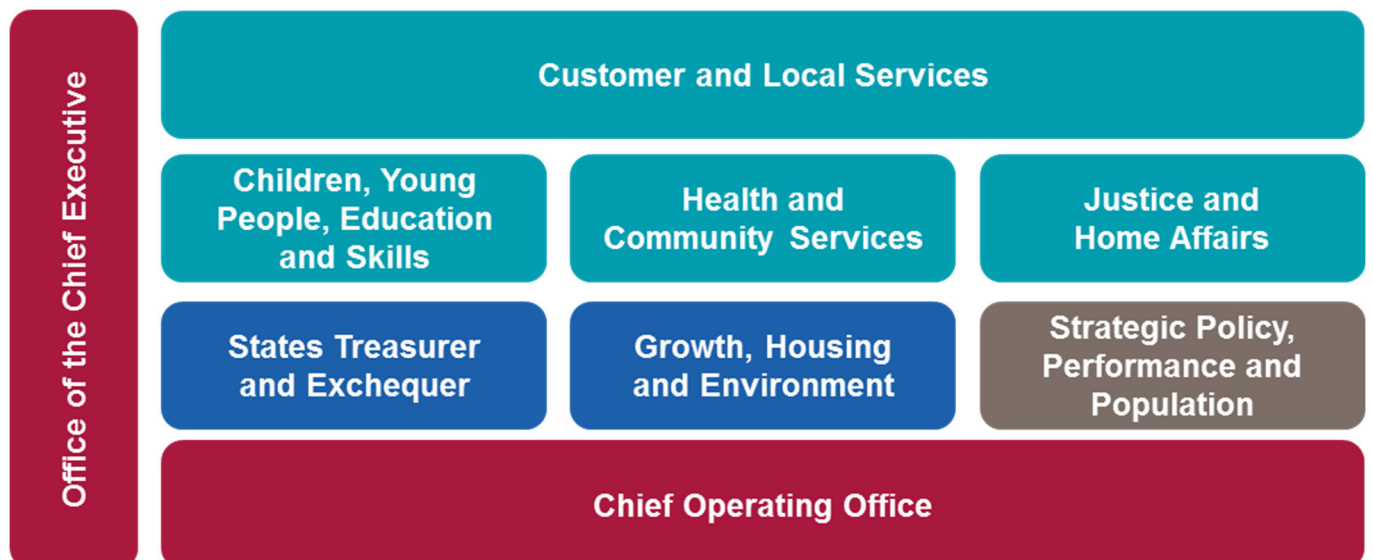 Office of the Chief Executive
Customer and Local Services
Children, Young
People, Education
and Skills
Health and
Community Services
Justice and
Home Affairs
States Treasurer
and Exchequer
Growth, Housing
and Environment
Strategic Policy,
Performance and
Population
Chief Operating Office